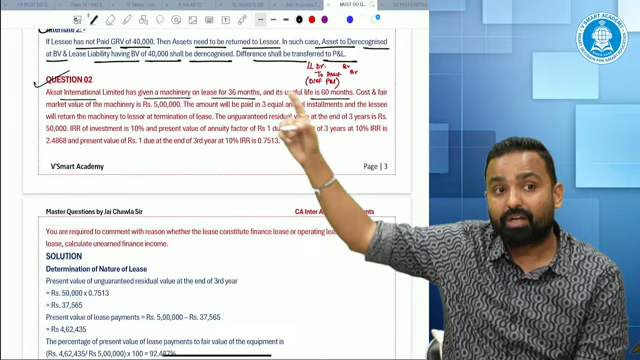 MUST DO QUES
Alternate 2:-
If Lessee has not Paid GRV of 40,000. Then Assets need to be returned to Lessor. In such case, Asset to Derecognised
at BV & Lease Liability having BV of 40,000 shall be derecognised. Difference shall be transferred to P&L.
LL Dr. Br
To Asset Br
(Diff P&L)
QUESTION 02
Aksat International Limited has given a machinery on lease for 36 months, and its useful life is 60 months. Cost & fair
market value of the machinery is Rs. 5,00,000. The amount will be paid in 3 equal annual installments and the lessee
will return the machinery to lessor at termination of lease. The unguaranteed residual value at the end of 3 years is Rs.
50,000. IRR of investment is 10% and present value of annuity factor of Rs 1 due at end of 3 years at 10% IRR is
2.4868 and present value of Rs. 1 due at the end of 3rd year at 10% IRR is 0.7513.
V'Smart Academy
Page | 3
Master Questions by Jai Chawla Sir
CA Inter
You are required to comment with reason whether the lease constitute finance lease or operating
lease, calculate unearned finance income.
SOLUTION
Determination of Nature of Lease
Present value of unguaranteed residual value at the end of 3rd year
= Rs. 50,000 x 0.7513
= Rs. 37,565
Present value of lease payments = Rs. 5,00,000 – Rs. 37,565
= Rs. 4,62,435
The percentage of present value of lease payments to fair value of the equipment is
(Rs. 4,62,435/ Rs 5,00,000) x 100 = 92.487%